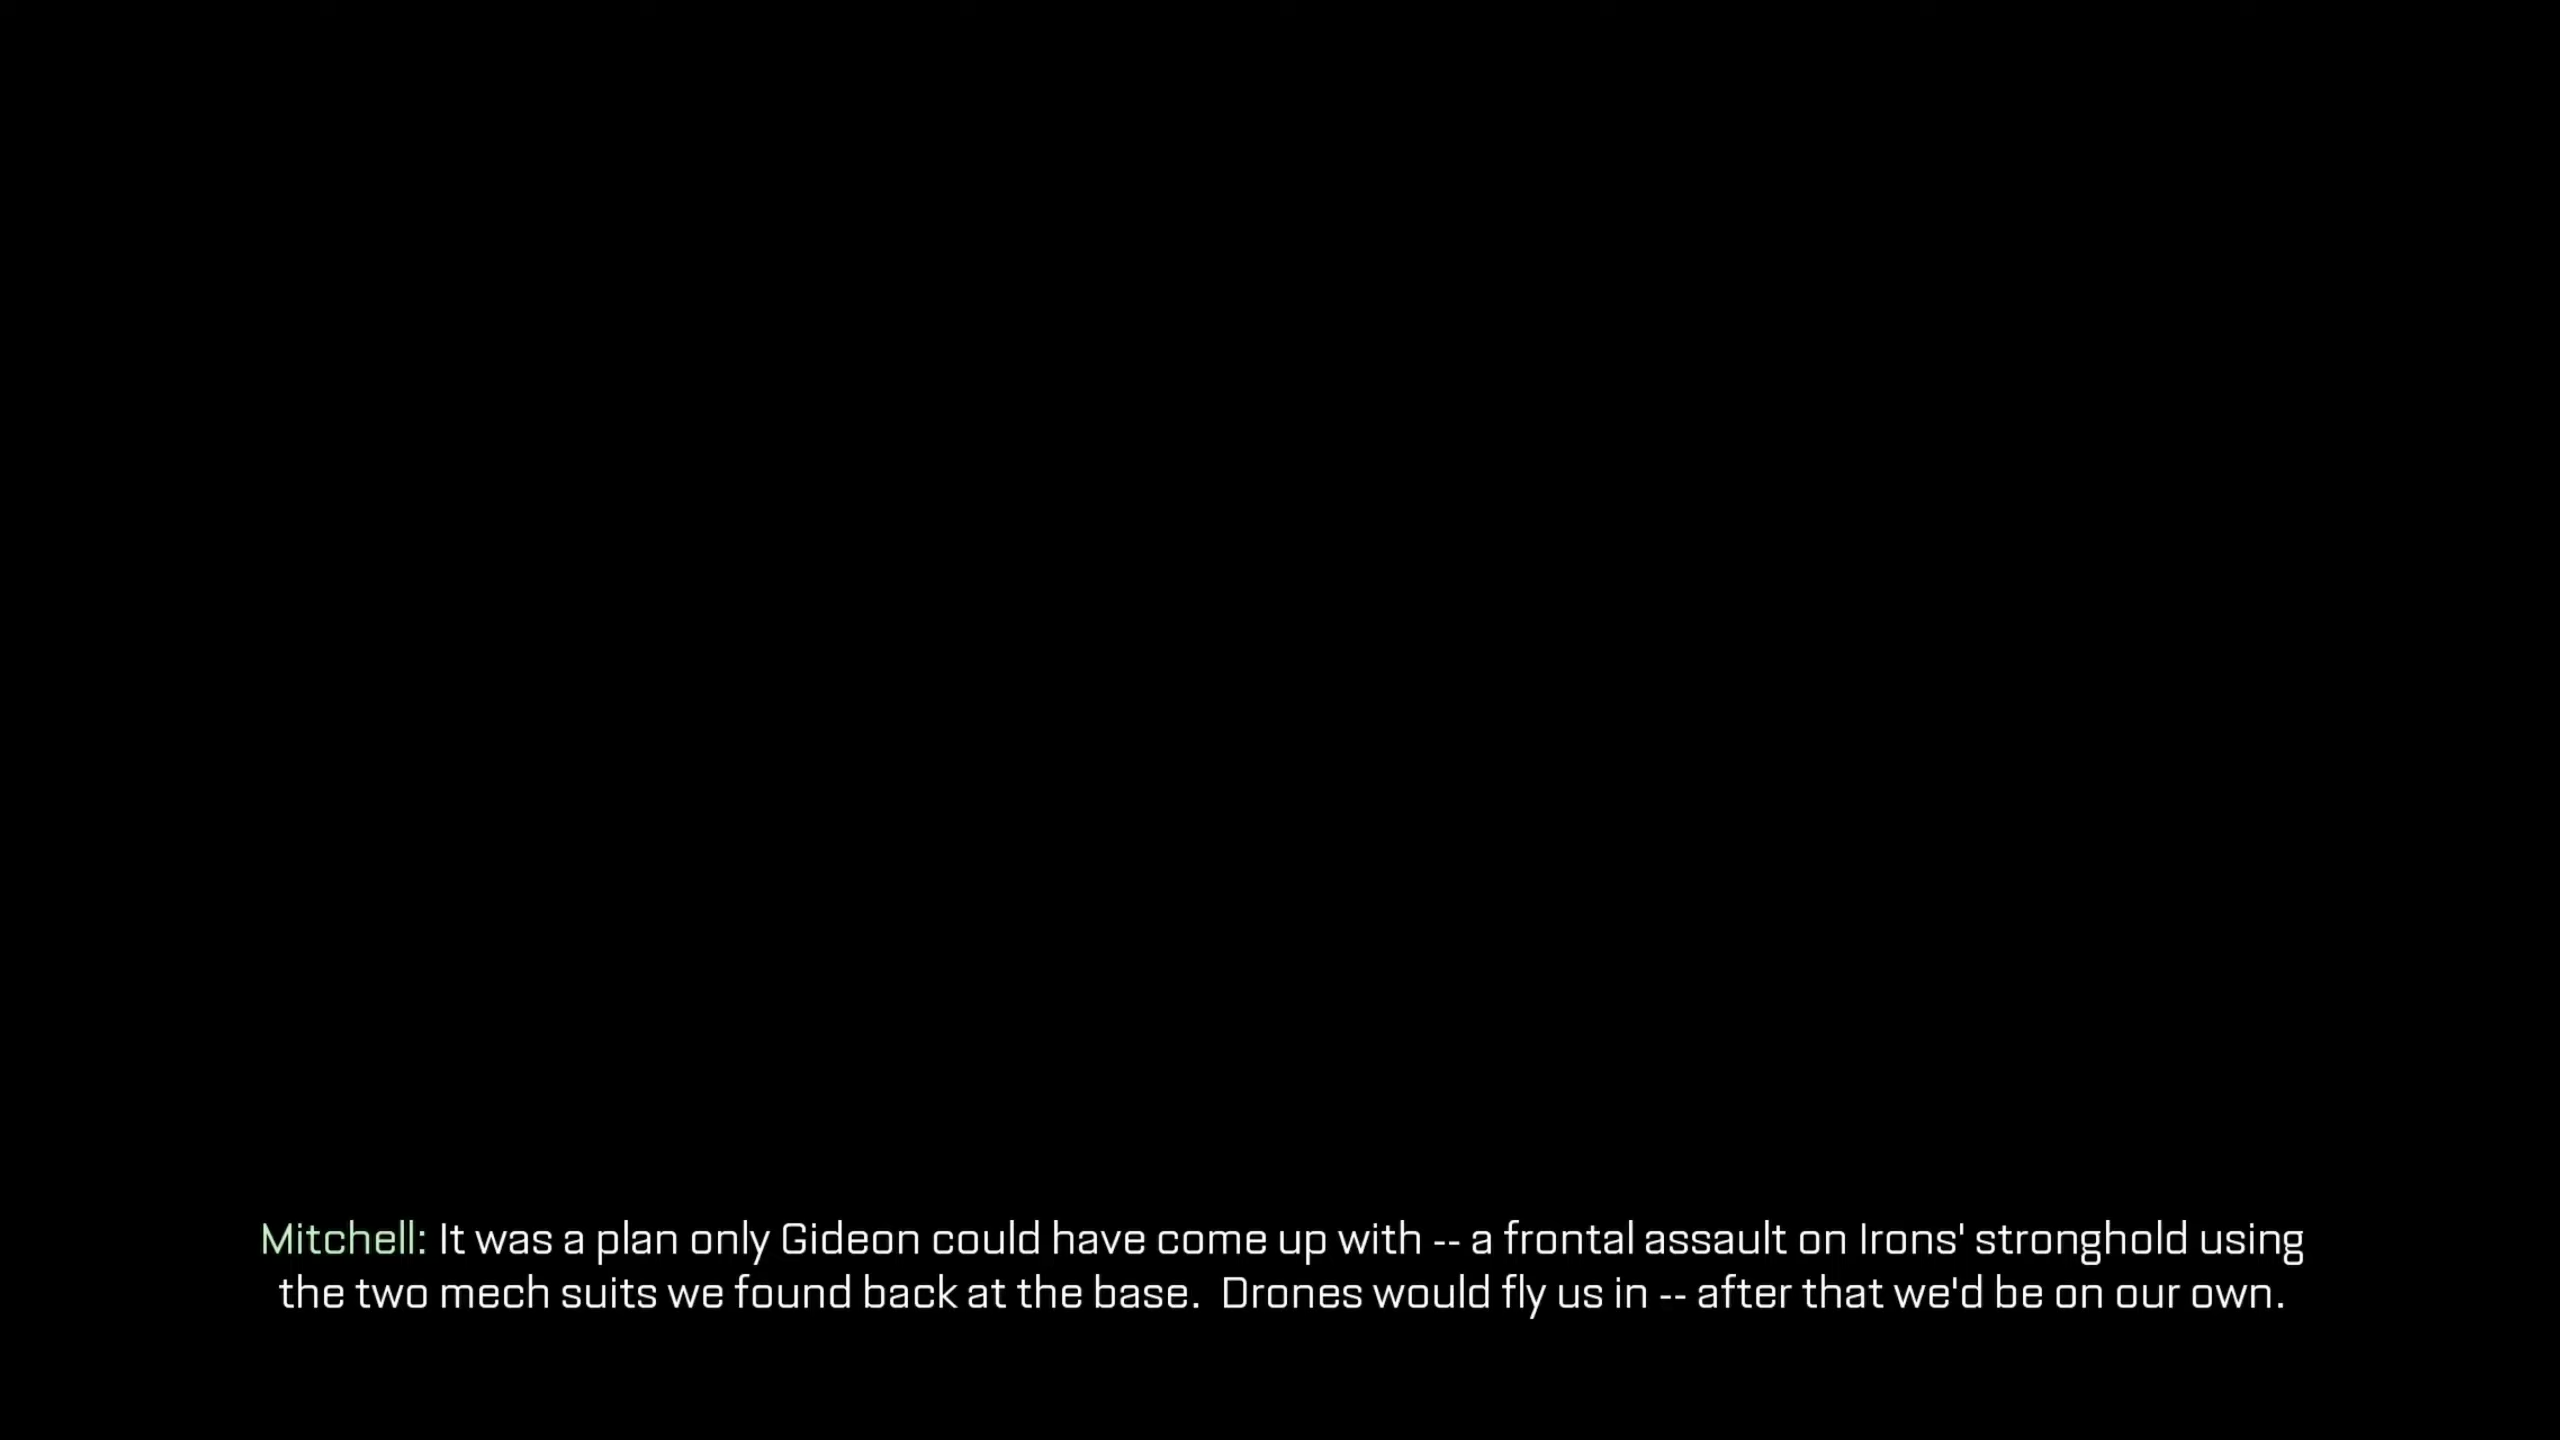 Mitchell: It was a plan only Gideon could have come up with -- a frontal assault on Irons' stronghold using
the two mech suits we found back at the base.  Drones would fly us in -- after that we'd be on our own.